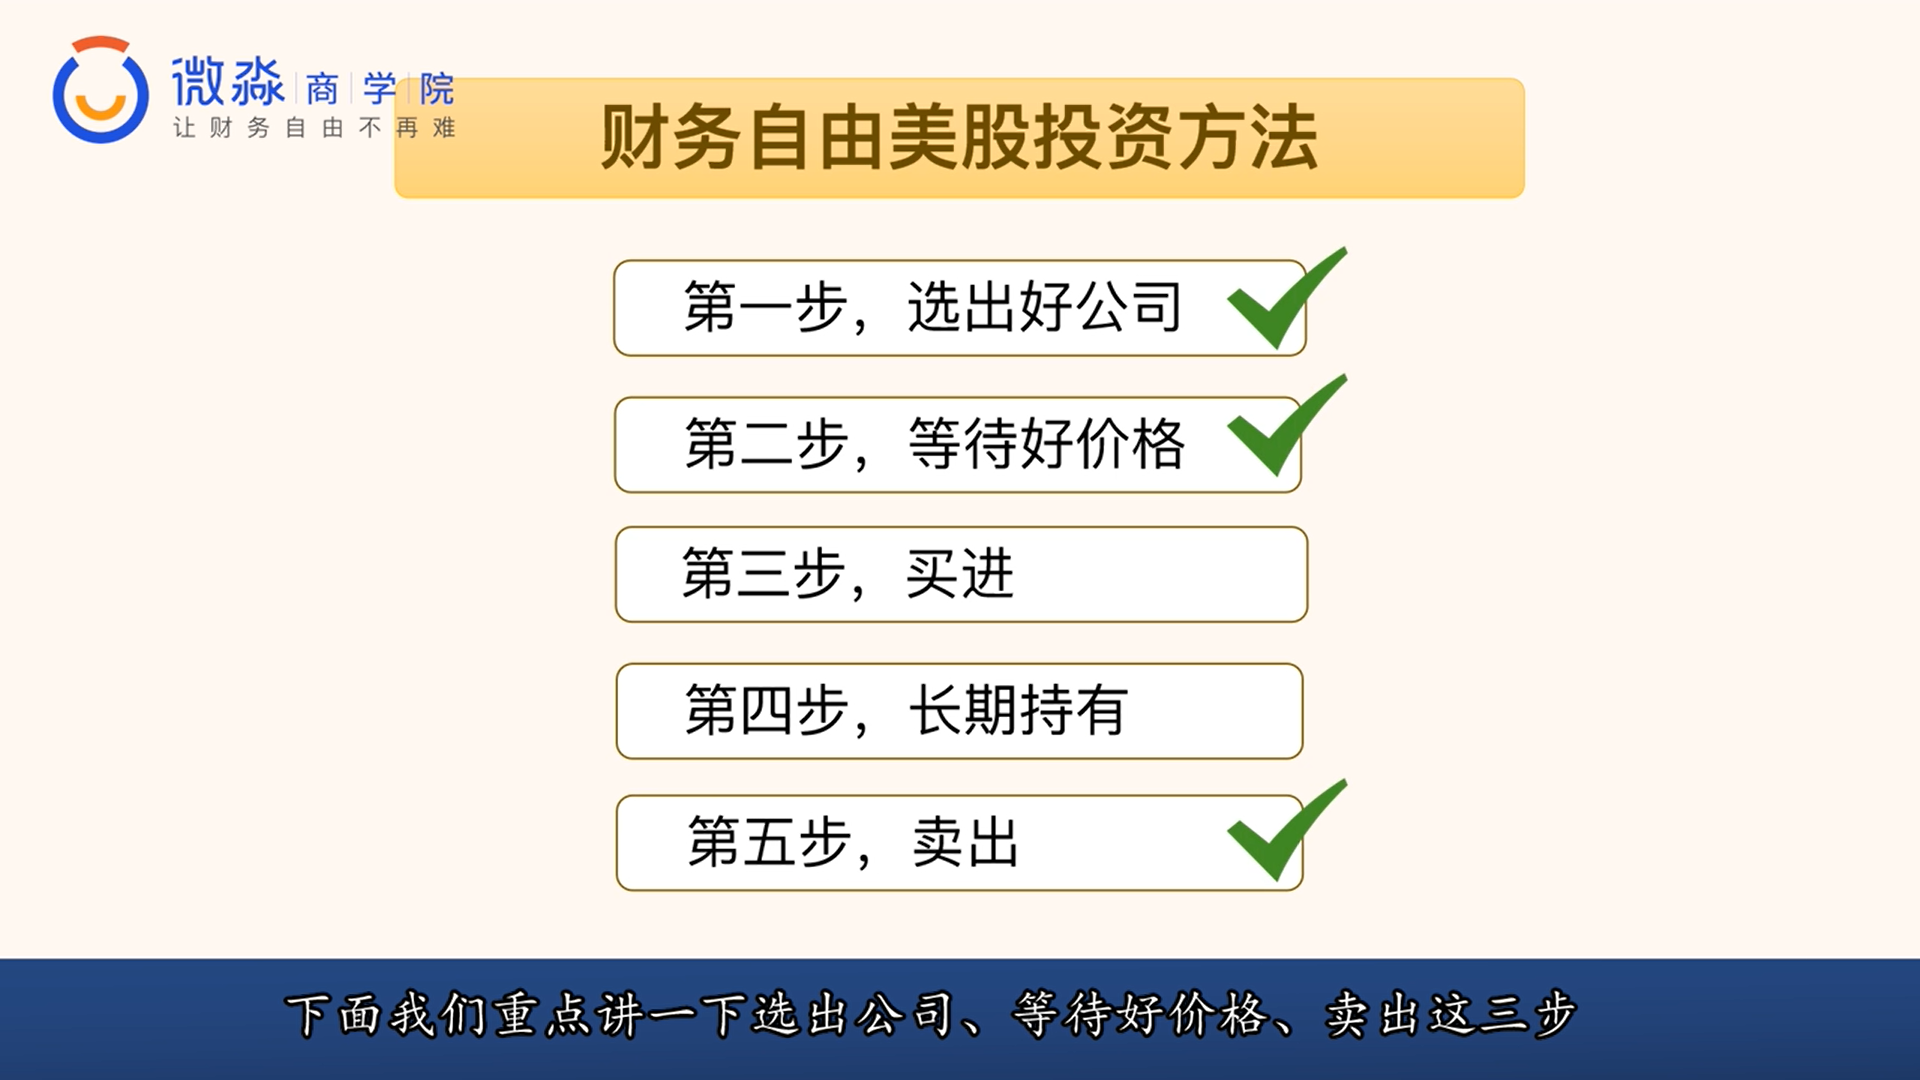 微淼商学院
让财务自由不再难
财务自由美股投资方法
第一步，选出好公司
第二步，等待好价格
第三步，买进
第四步，长期持有
第五步，卖出
下面我们重点讲一下选出公司、等待好价格、卖出这三步